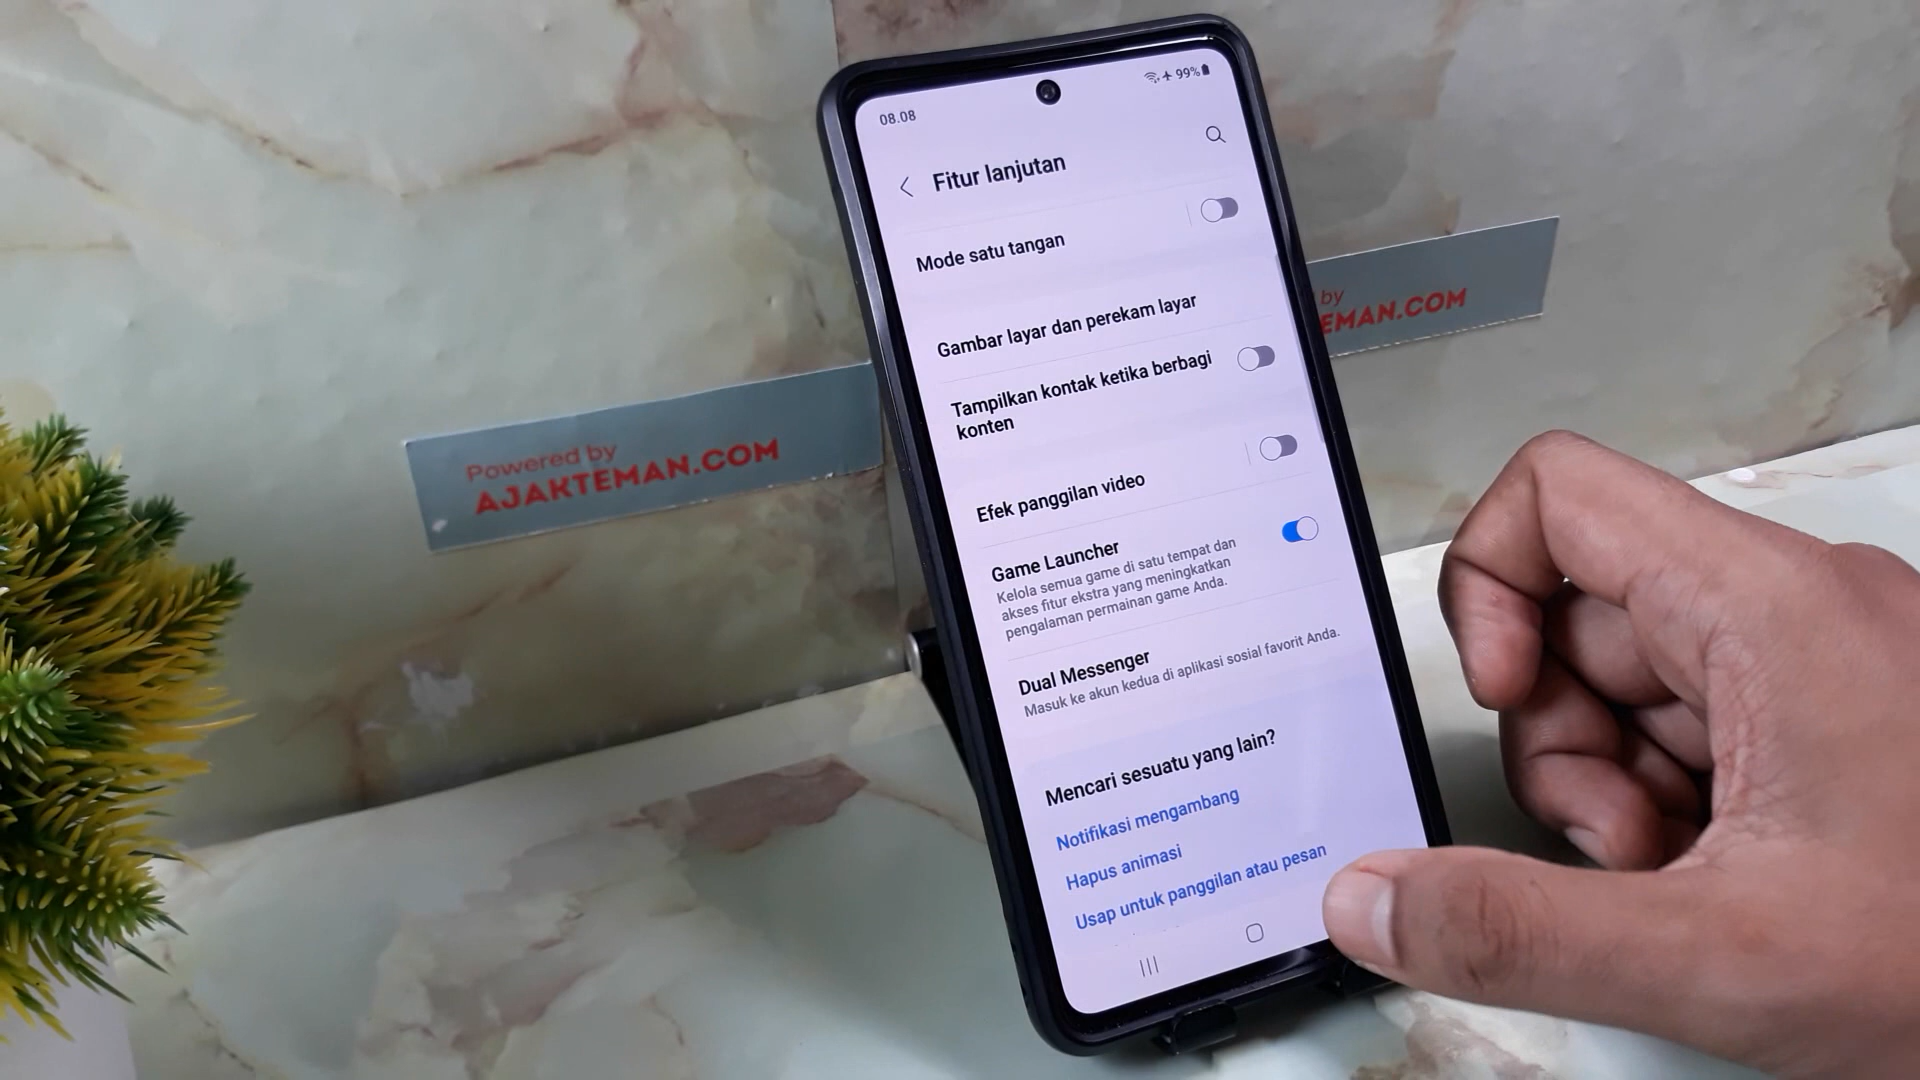 08.08
99%
Fitur lanjutan
Mode satu tangan
Gambar layar dan perekam layar
Tampilkan kontak ketika berbagi
konten
Efek panggilan video
Game Launcher
Kelola semua game di satu tempat dan
akses fitur ekstra yang meningkatkan
pengalaman permainan game Anda.
Dual Messenger
Masuk ke akun kedua di aplikasi sosial favorit Anda.
Mencari sesuatu yang lain?
Notifikasi mengambang
Hapus animasi
Usap untuk panggilan atau pesan
Powered by
AJAKTEMAN.COM
by
EMAN.COM